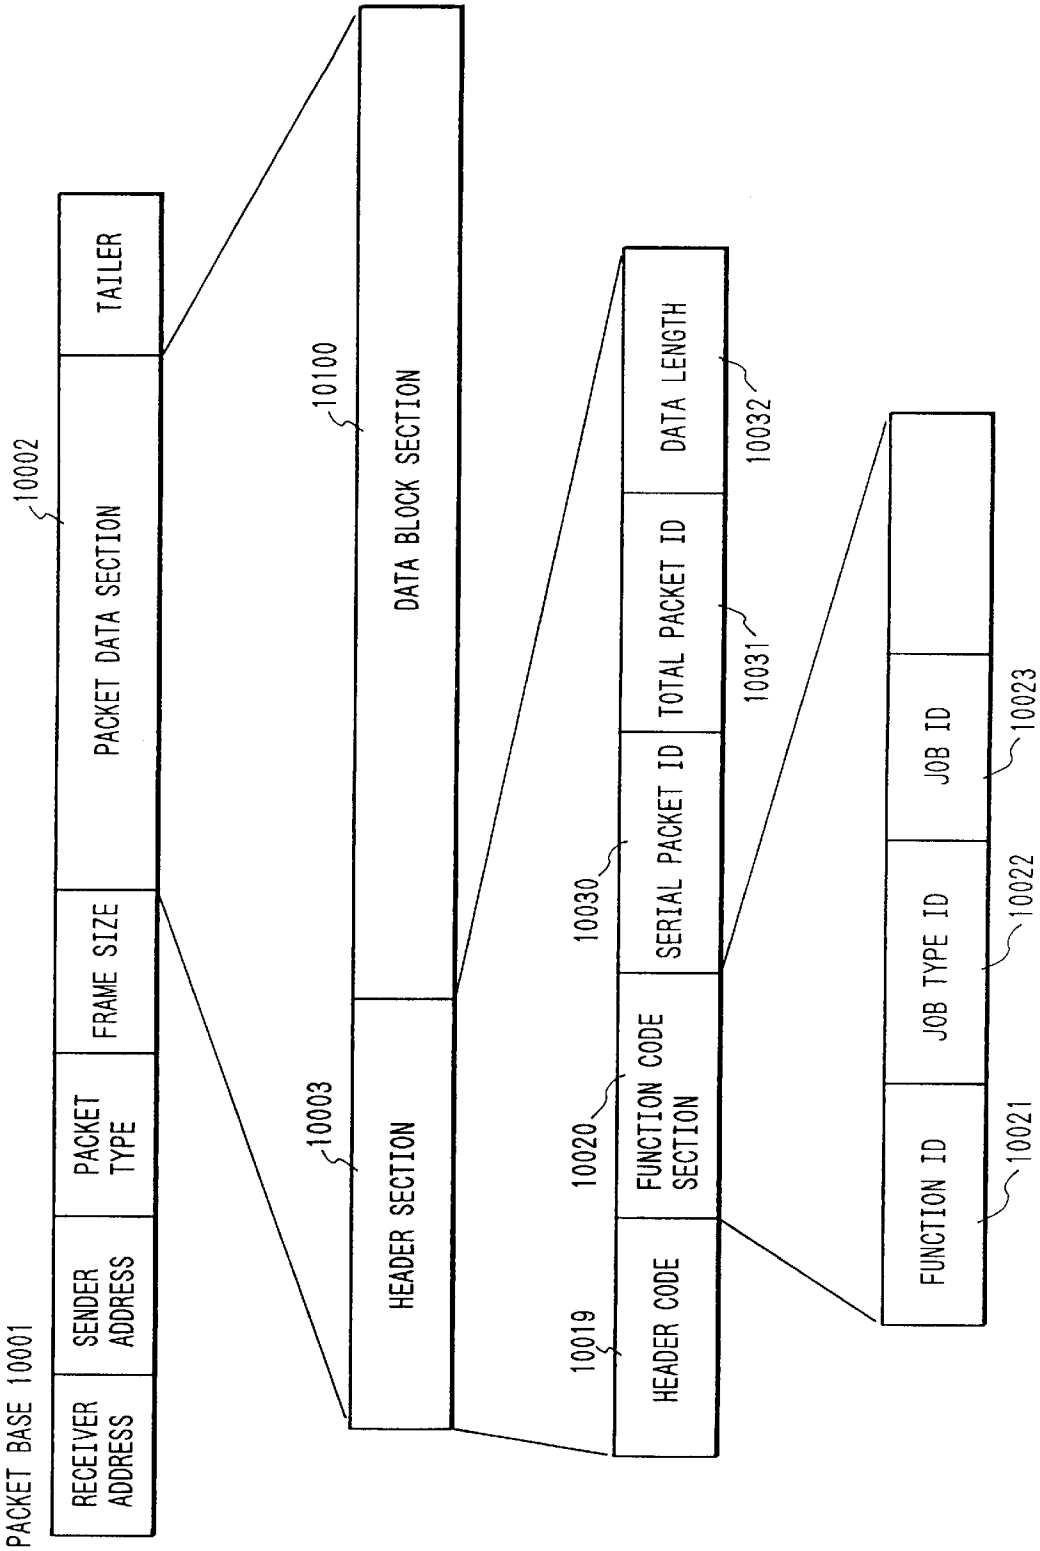 PACKET BASE 10001
RECEIVER
ADDRESS
SENDER
ADDRESS
PACKET
TYPE
FRAME SIZE
PACKET DATA SECTION
10002
TAILER
HEADER SECTION
10003
DATA BLOCK SECTION
10100
HEADER CODE
10019
FUNCTION CODE
SECTION
10020
SERIAL PACKET ID
10030
TOTAL PACKET ID
10031
DATA LENGTH
10032
FUNCTION ID
10021
JOB TYPE ID
10022
JOB ID
10023